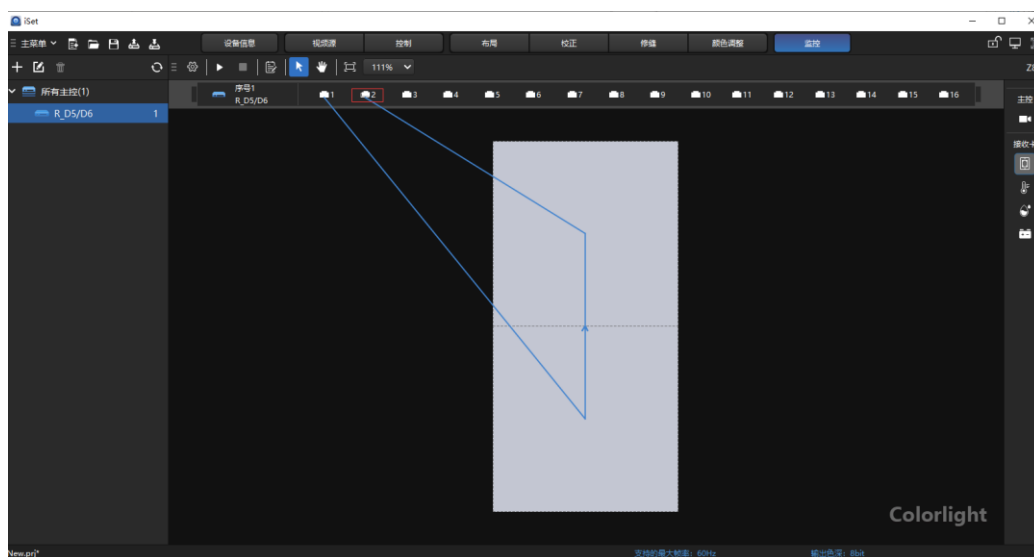 iSet
主菜单
设备信息
视频源
控制
布局
校正
修缝
颜色调整
监控
111%
所有主控(1)
序号1
R_D5/D6
1
2
3
4
5
6
7
8
9
10
11
12
13
14
15
16
主控
R_D5/D6 1
接收卡
Colorlight
New.prj*
支持的最大帧率: 60Hz
输出色深: 8bit